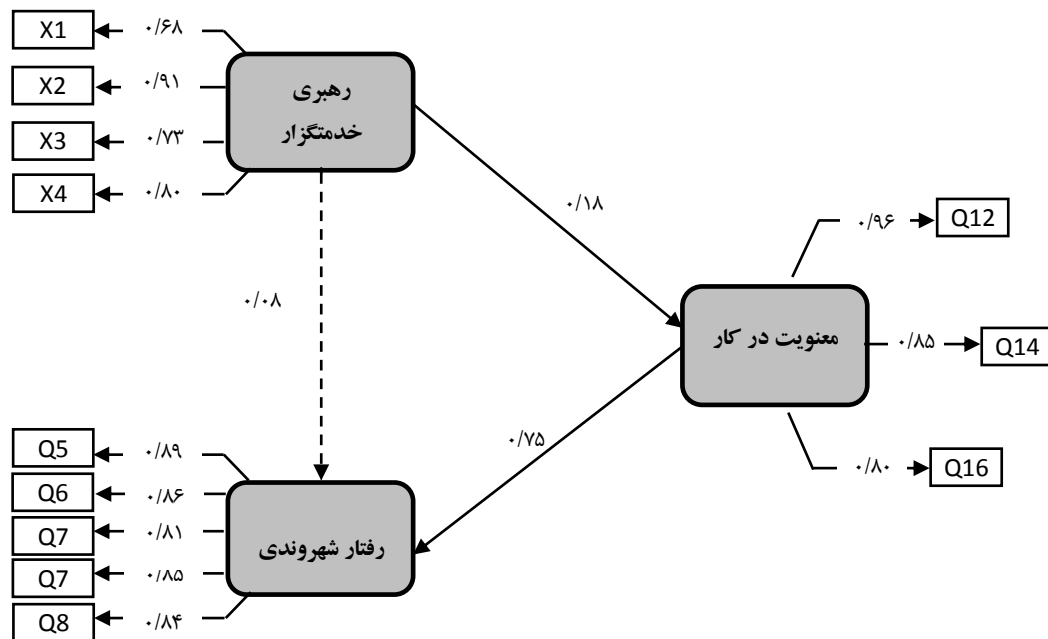 X1
۰/۶۸
X2
۰/۹۱
X3
۰/۷۳
X4
۰/۸۰
رهبری
خدمتگزار
۰/۱۸
۰/۰۸
۰/۹۶
Q12
معنویت در کار
۰/۸۵
Q14
۰/۸۰
Q16
۰/۷۵
Q5
۰/۸۹
Q6
۰/۸۶
Q7
۰/۸۱
Q7
۰/۸۵
Q8
۰/۸۴
رفتار شهروندی